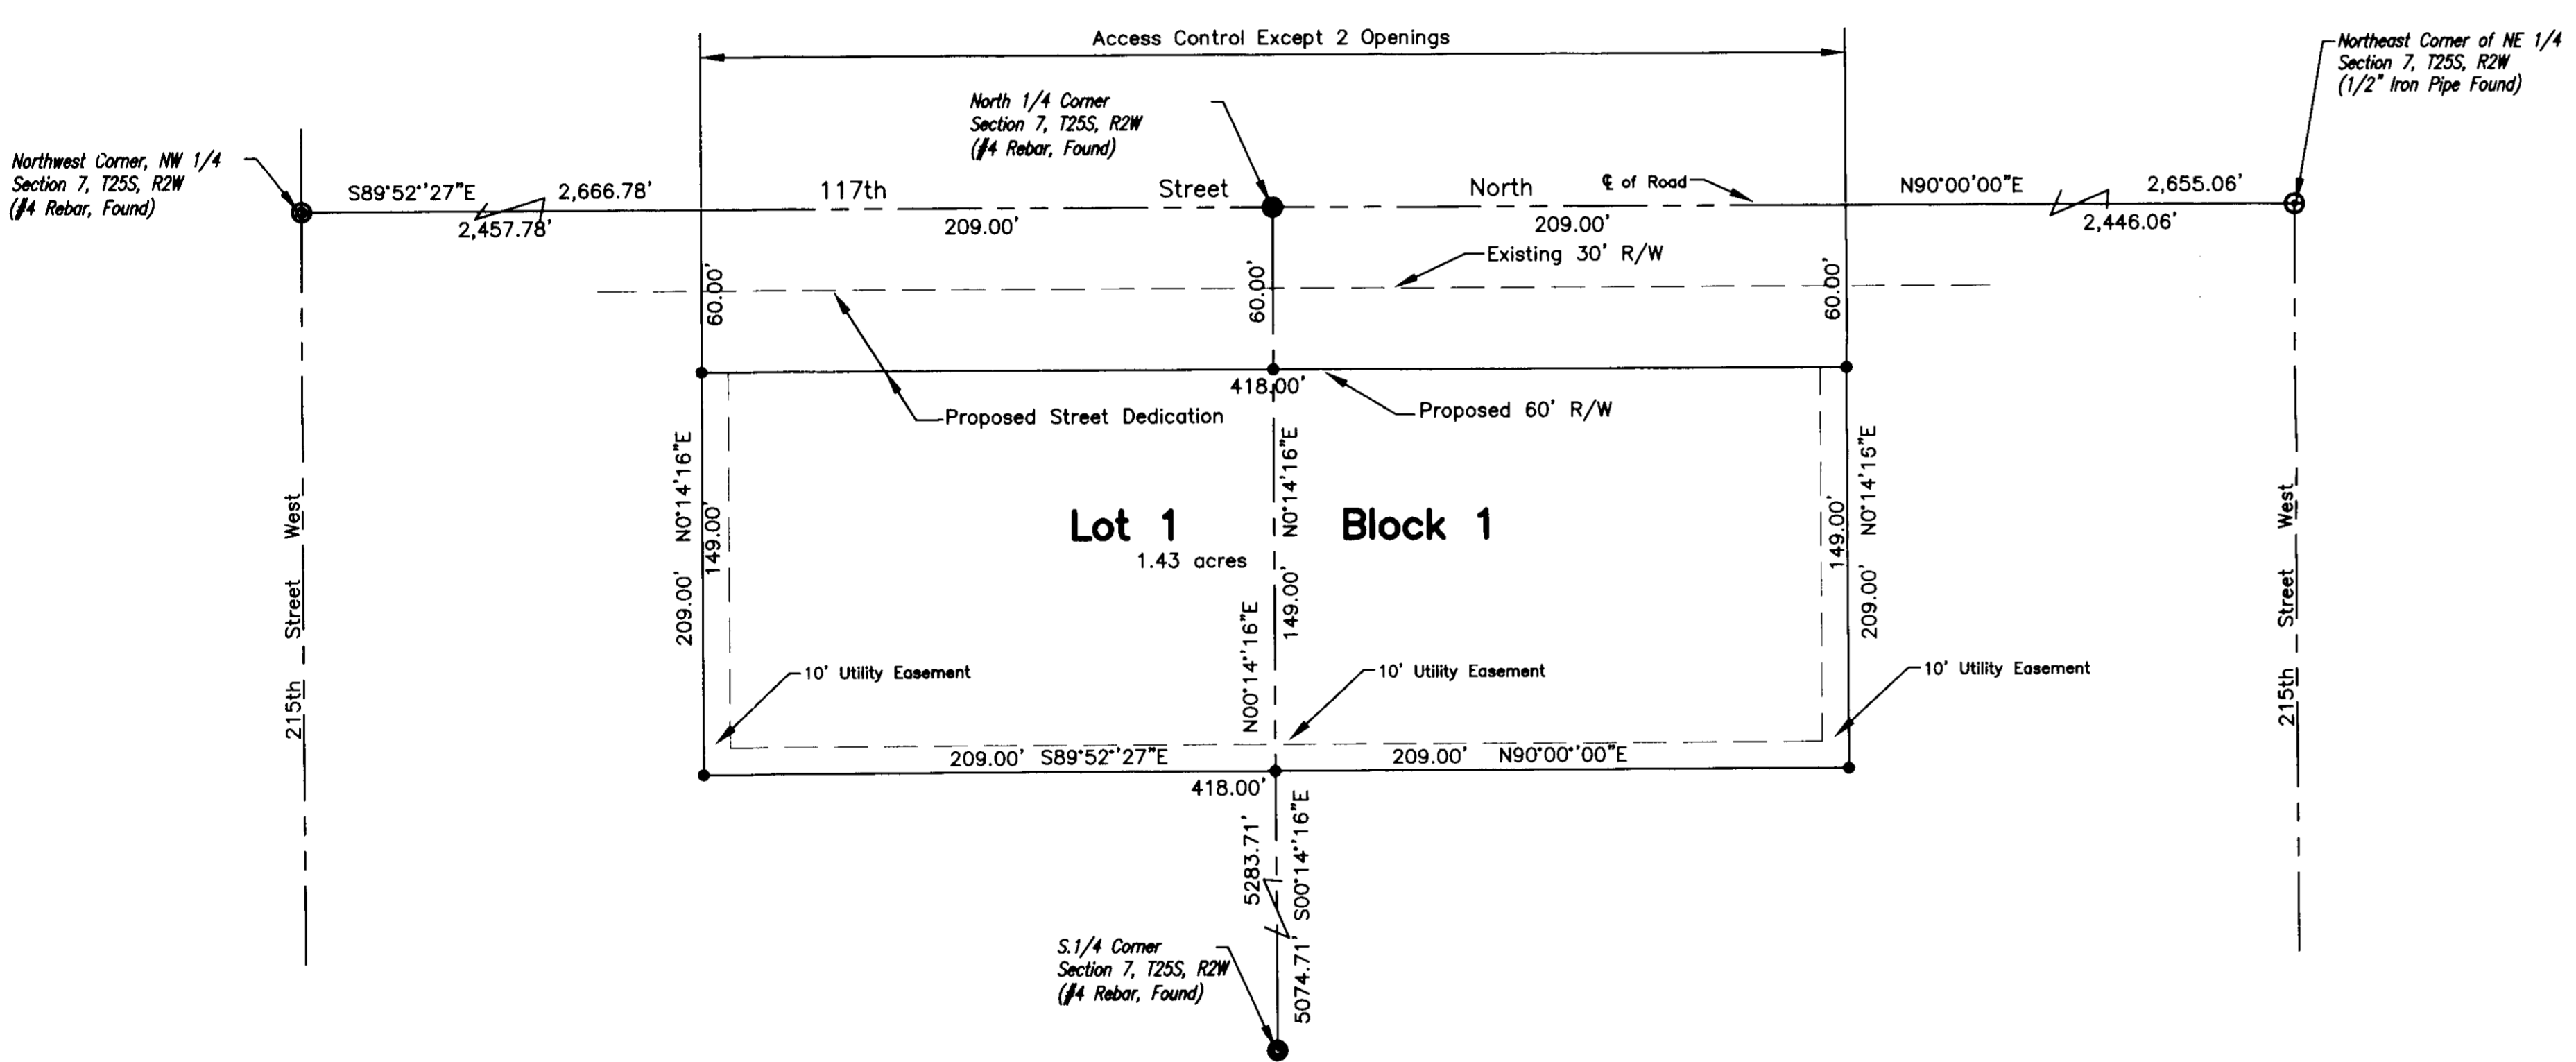 Access Control Except 2 Openings
Northeast Corner of NE 1/4
Section 7, T25S, R2W
(1/2" Iron Pipe Found)
North 1/4 Corner
Section 7, T25S, R2W
(#4 Rebar, Found)
Northwest Corner, NW 1/4
Section 7, T25S, R2W
(#4 Rebar, Found)
S89°52'27"E 2,666.78' 117th Street North ℄ of Road N90°00'00"E 2,655.06'
2,457.78' 209.00' 209.00' 2,446.06'
Existing 30' R/W
60.00' 60.00' 60.00'
418.00'
Proposed Street Dedication
Proposed 60' R/W
N0°14'16"E
209.00'
149.00'
N0°14'16"E
149.00'
N00°14°'16"E
149.00'
N0°14'16"E
209.00'
215th Street West
215th Street West
Lot 1 Block 1
1.43 acres
10' Utility Easement
10' Utility Easement
10' Utility Easement
209.00' S89°52°'27"E 209.00' N90°00°'00"E
418.00'
5283.71'
5074.71' S00°14°'16"E
S.1/4 Corner
Section 7, T25S, R2W
(#4 Rebar, Found)